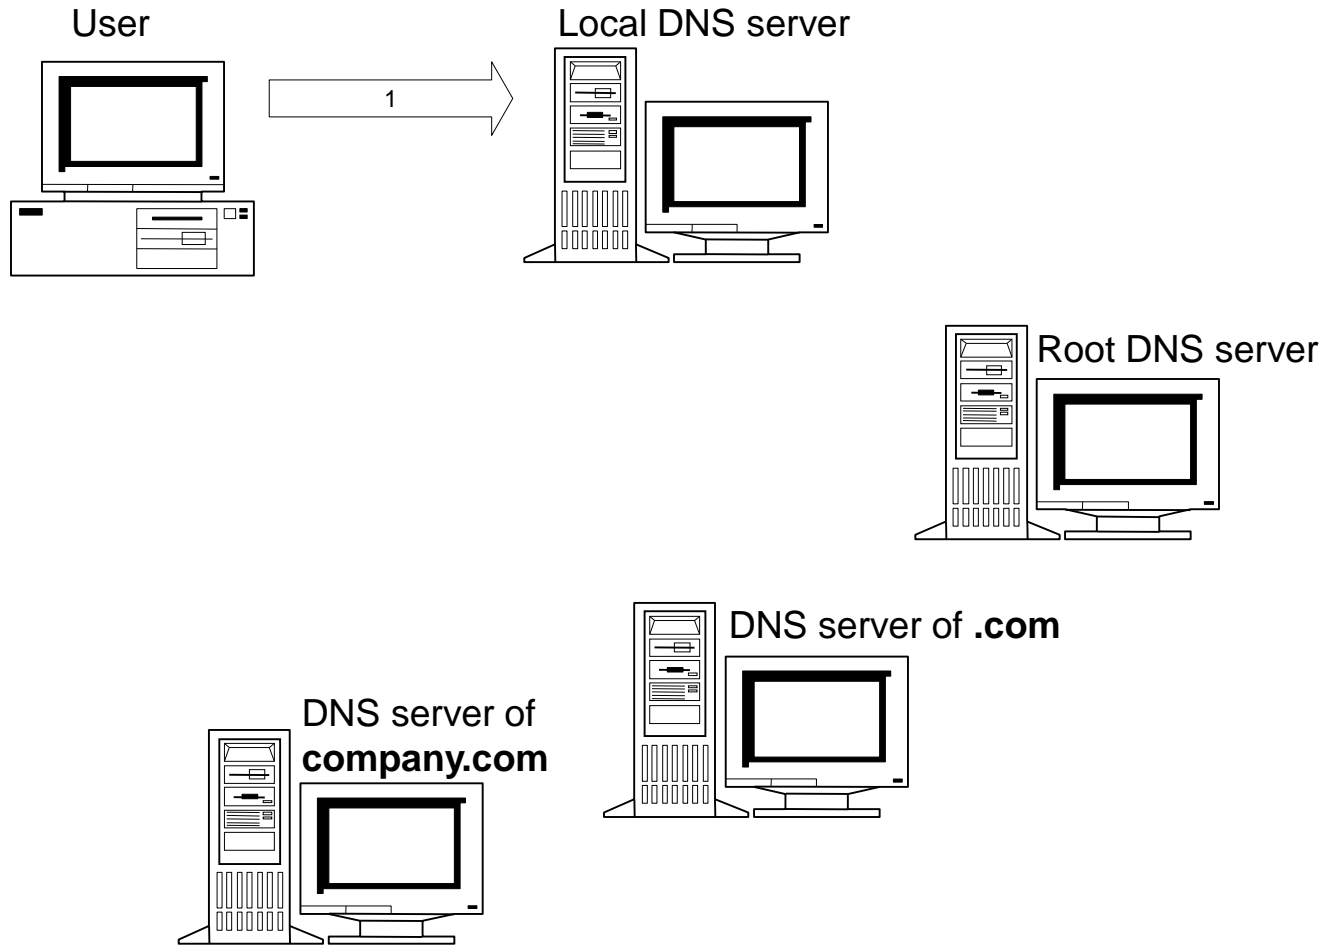 User
Local DNS server
1
Root DNS server
DNS server of .com
DNS server of
company.com